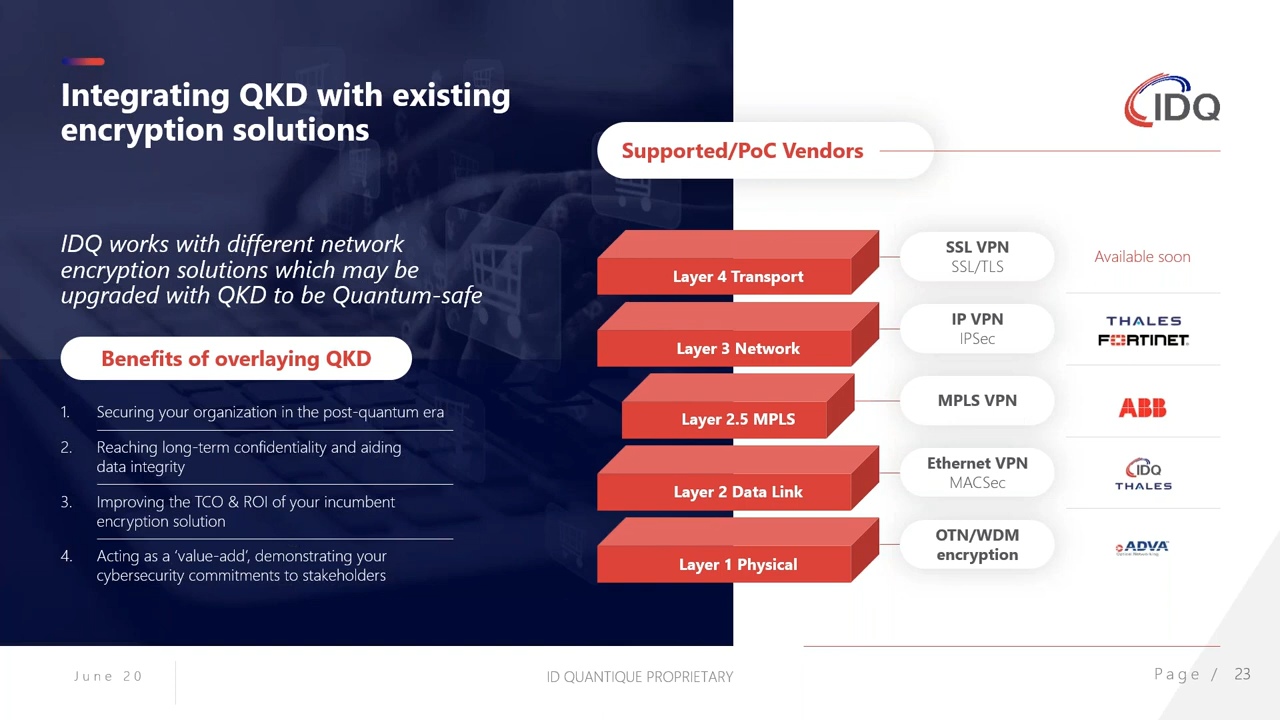 Integrating QKD with existing
encryption solutions
IDQ works with different network
encryption solutions which may be
upgraded with QKD to be Quantum-safe
Benefits of overlaying QKD
1. Securing your organization in the post-quantum era
2. Reaching long-term confidentiality and aiding
data integrity
3. Improving the TCO & ROI of your incumbent
encryption solution
4. Acting as a ‘value-add’, demonstrating your
cybersecurity commitments to stakeholders
IDQ
Supported/PoC Vendors
Layer 4 Transport
SSL VPN
SSL/TLS
Available soon
Layer 3 Network
IP VPN
IPSec
THALES
FORTINET
Layer 2.5 MPLS
MPLS VPN
ABB
Layer 2 Data Link
Ethernet VPN
MACSec
IDQ
THALES
Layer 1 Physical
OTN/WDM
encryption
ADVA
June 20
ID QUANTIQUE PROPRIETARY
Page / 23